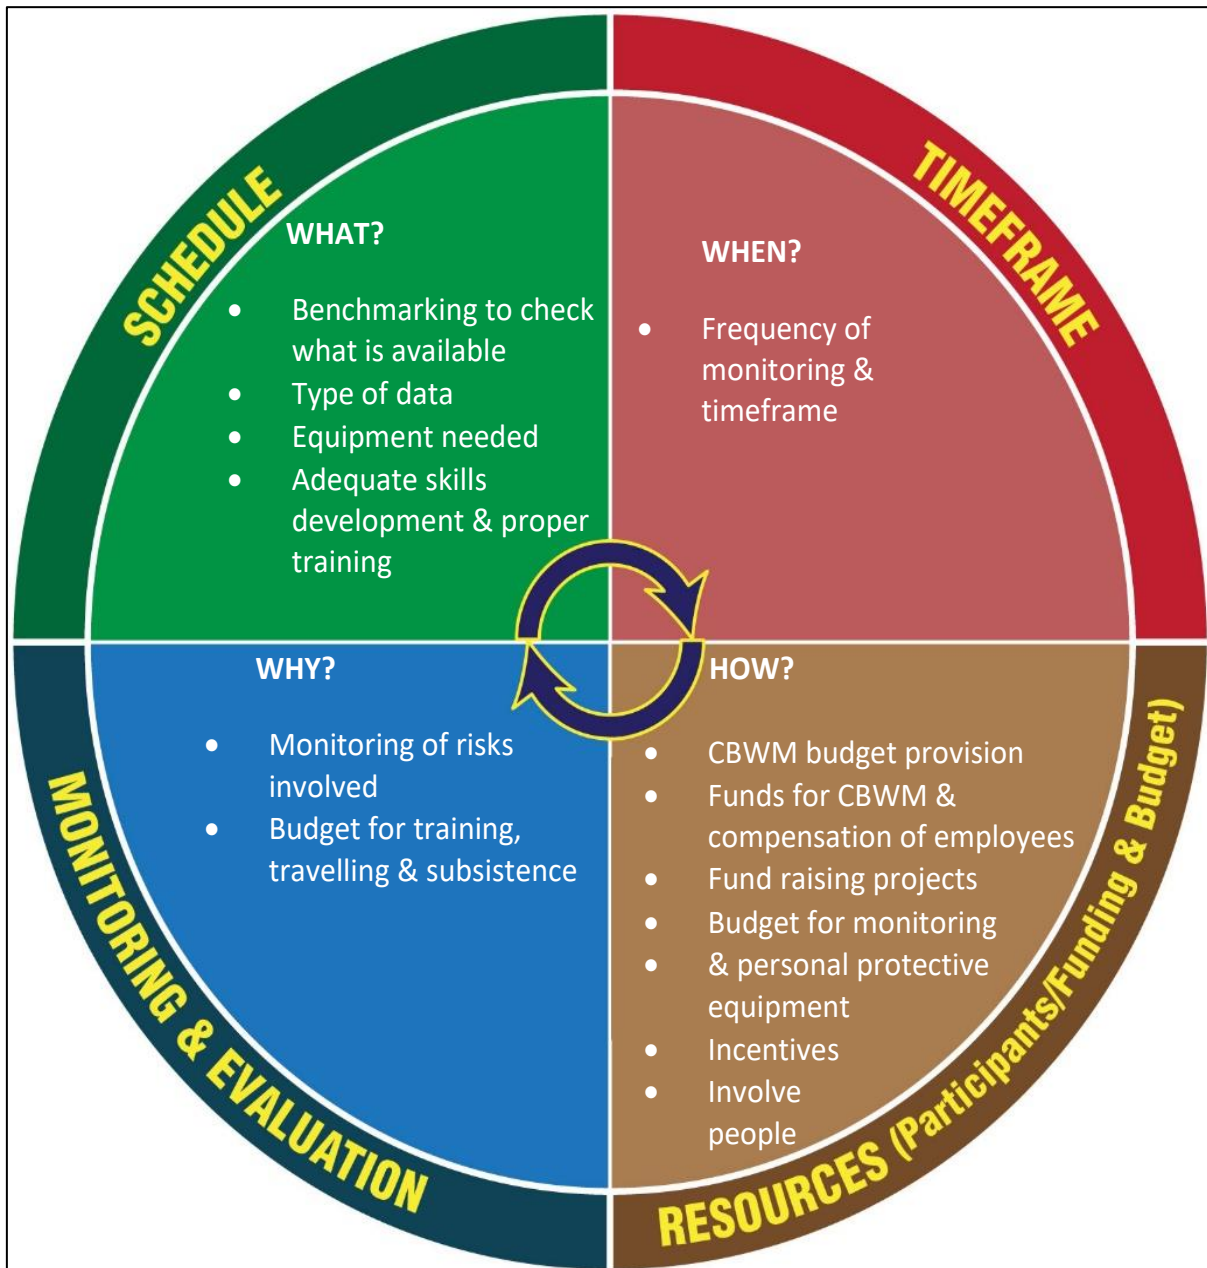 SCHEDULE
WHAT?
• Benchmarking to check
what is available
• Type of data
• Equipment needed
• Adequate skills
development & proper
training
TIMEFRAME
WHEN?
• Frequency of
monitoring &
timeframe
MONITORING & EVALUATION
WHY?
• Monitoring of risks
involved
• Budget for training,
travelling & subsistence
RESOURCES (Participants/Funding & Budget)
HOW?
• CBWM budget provision
• Funds for CBWM &
compensation of employees
• Fund raising projects
• Budget for monitoring
• & personal protective
equipment
• Incentives
• Involve
people